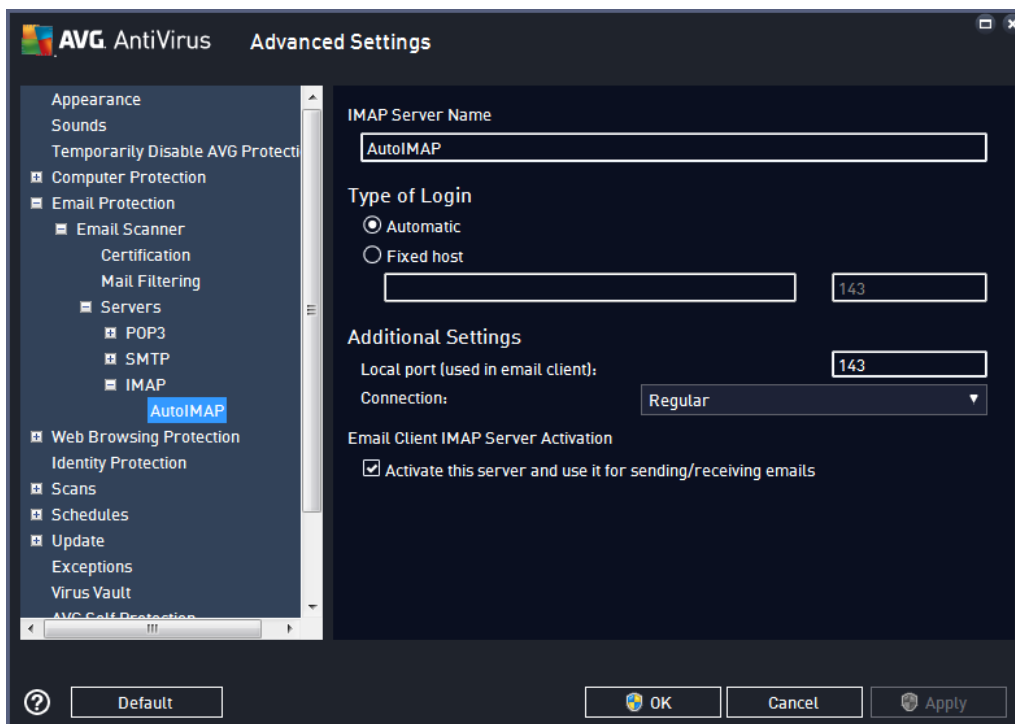 AVG. AntiVirus Advanced Settings
Appearance
Sounds
Temporarily Disable AVG Protecti
Computer Protection
Email Protection
Email Scanner
Certification
Mail Filtering
Servers
POP3
SMTP
IMAP
AutoIMAP
Web Browsing Protection
Identity Protection
Scans
Schedules
Update
Exceptions
Virus Vault
AVG Self Protection
IMAP Server Name
AutoIMAP
Type of Login
Automatic
Fixed host
143
Additional Settings
Local port (used in email client):
143
Connection:
Regular
Email Client IMAP Server Activation
Activate this server and use it for sending/receiving emails
? Default OK Cancel Apply